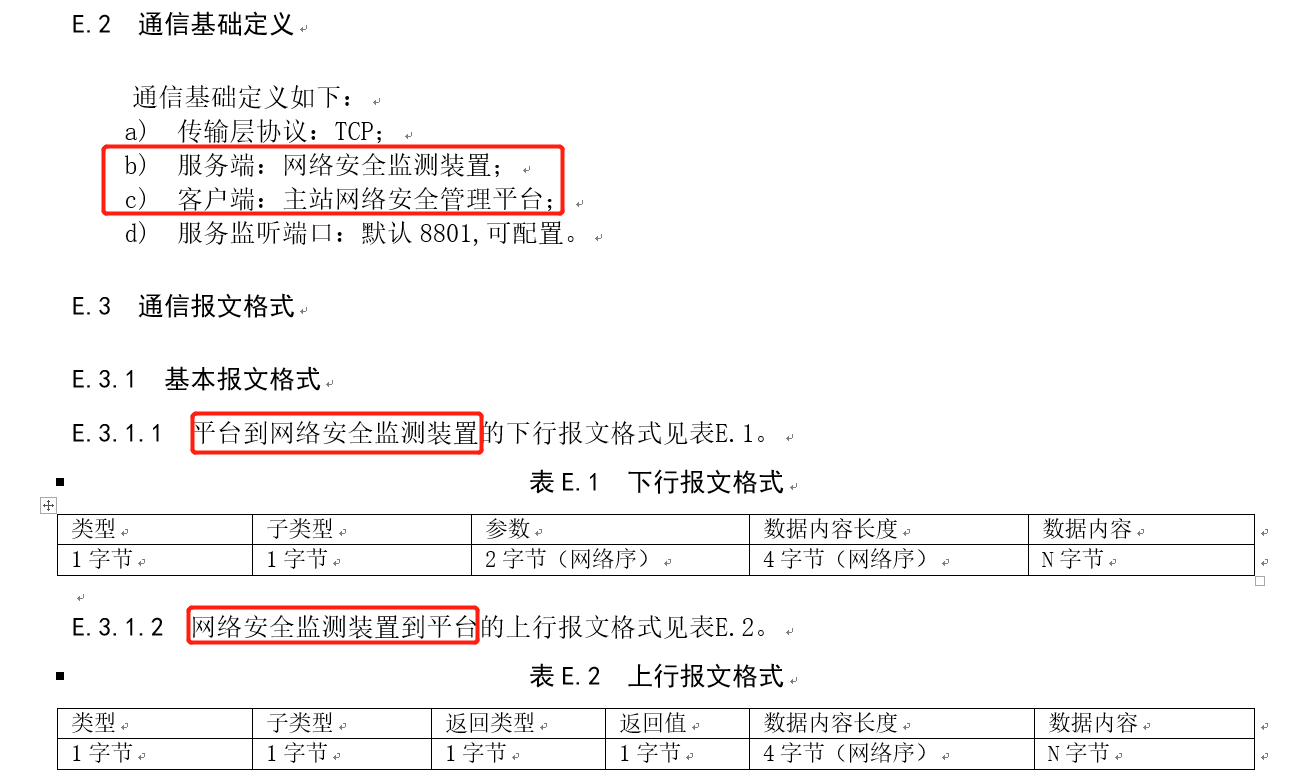 E.2 通信基础定义
通信基础定义如下：
a) 传输层协议：TCP；
b) 服务端：网络安全监测装置；
c) 客户端：主站网络安全管理平台；
d) 服务监听端口：默认 8801,可配置。
E.3 通信报文格式
E.3.1 基本报文格式
E.3.1.1 平台到网络安全监测装置的下行报文格式见表E.1。
表 E.1 下行报文格式
类型 子类型 参数 数据内容长度 数据内容
1 字节 1 字节 2 字节（网络序） 4 字节（网络序） N 字节
E.3.1.2 网络安全监测装置到平台的上行报文格式见表E.2。
表 E.2 上行报文格式
类型 子类型 返回类型 返回值 数据内容长度 数据内容
1 字节 1 字节 1 字节 1 字节 4 字节（网络序） N 字节